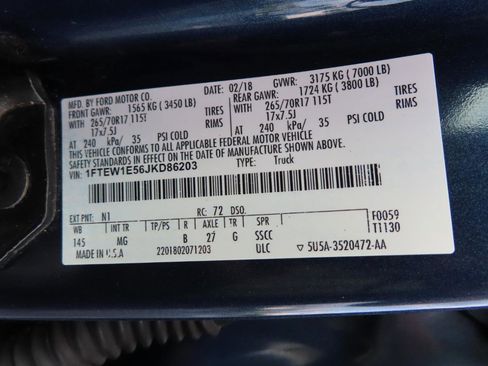 MFD. BY FORD MOTOR CO. DATE: 02/18 GVWR: 3175 KG ( 7000 LB)
FRONT GAWR: 1565 KG ( 3450 LB) REAR GAWR: 1724 KG ( 3800 LB)
WITH 265/70R17 115T TIRES WITH 265/70R17 115T TIRES
17x7.5J RIMS 17x7.5J RIMS
AT 240 kPa/ 35 PSI COLD AT 240 kPa/ 35 PSI COLD
THIS VEHICLE CONFORMS TO ALL APPLICABLE FEDERAL MOTOR VEHICLE
SAFETY STANDARDS IN EFFECT ON THE DATE OF MANUFACTURE SHOWN ABOVE.
VIN: 1FTEW1E56JKD86203 TYPE: Truck
EXT PNT: N1 RC: 72 DSO:
WB INT TR TP/PS R AXLE TR SPR F0059
145 MG B 27 G SSCC T1130
MADE IN U.S.A 2201802071203 ULC 5U5A-3520472-AA